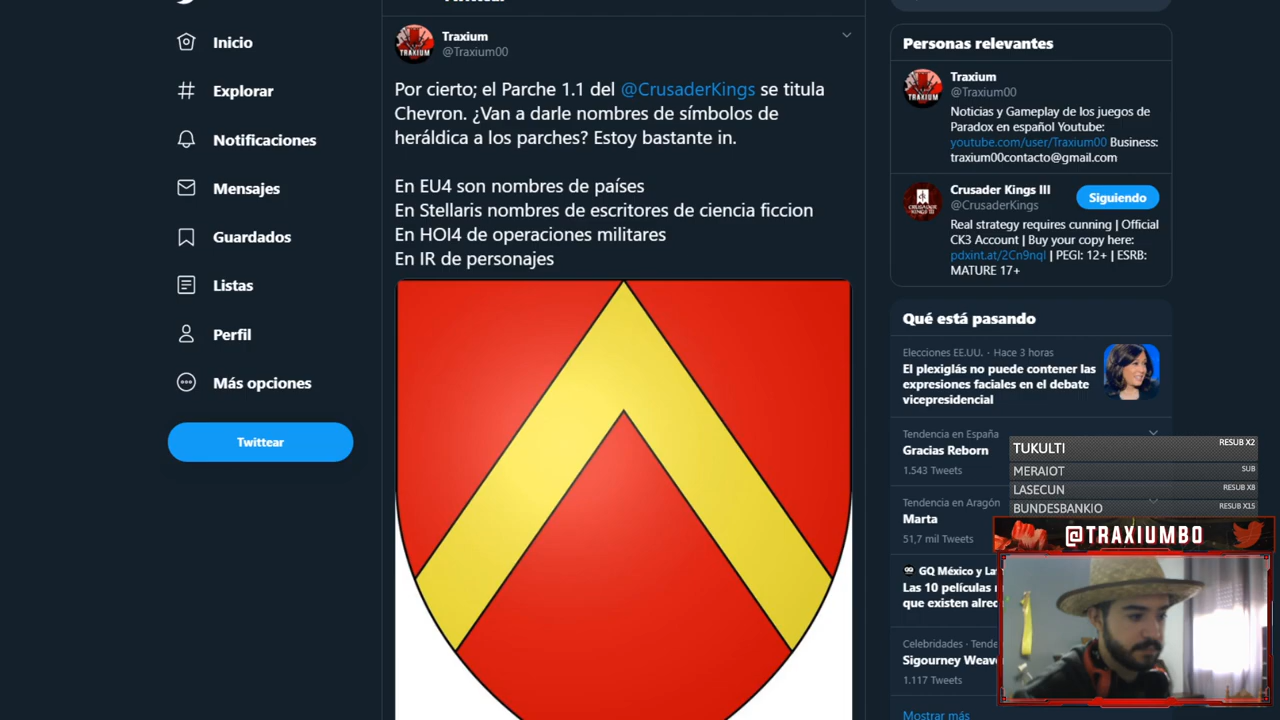 Traxium
@Traxium00
Por cierto; el Parche 1.1 del @CrusaderKings se titula
Chevron. ¿Van a darle nombres de símbolos de
heráldica a los parches? Estoy bastante in.
En EU4 son nombres de países
En Stellaris nombres de escritores de ciencia ficcion
En HOI4 de operaciones militares
En IR de personajes
Inicio
Explorar
Notificaciones
Mensajes
Guardados
Listas
Perfil
Más opciones
Twittear
Personas relevantes
Traxium
@Traxium00
Noticias y Gameplay de los juegos de
Paradox en español Youtube:
youtube.com/user/Traxium00 Business:
traxium00contacto@gmail.com
Crusader Kings III
@CrusaderKings
Siguiendo
Real strategy requires cunning | Official
CK3 Account | Buy your copy here:
pdxint.at/2Cn9nql | PEGI: 12+ | ESRB:
MATURE 17+
Qué está pasando
Elecciones EE.UU. · Hace 3 horas
El plexiglás no puede contener las
expresiones faciales en el debate
vicepresidencial
Tendencia en España
Gracias Reborn
1.543 Tweets
Tendencia en Aragón
Marta
51,7 mil Tweets
GQ México y
Las 10 películas
que existen
Celebridades ·
Sigourney
1.117 Tweets
Mostrar más
TUKULTI RESUB X2
MERAIOT SUB
LASECUN RESUB X8
BUNDESBANKIO RESUB X15
@TRAXIUMBO
TRAXIUM
TRAXIUM